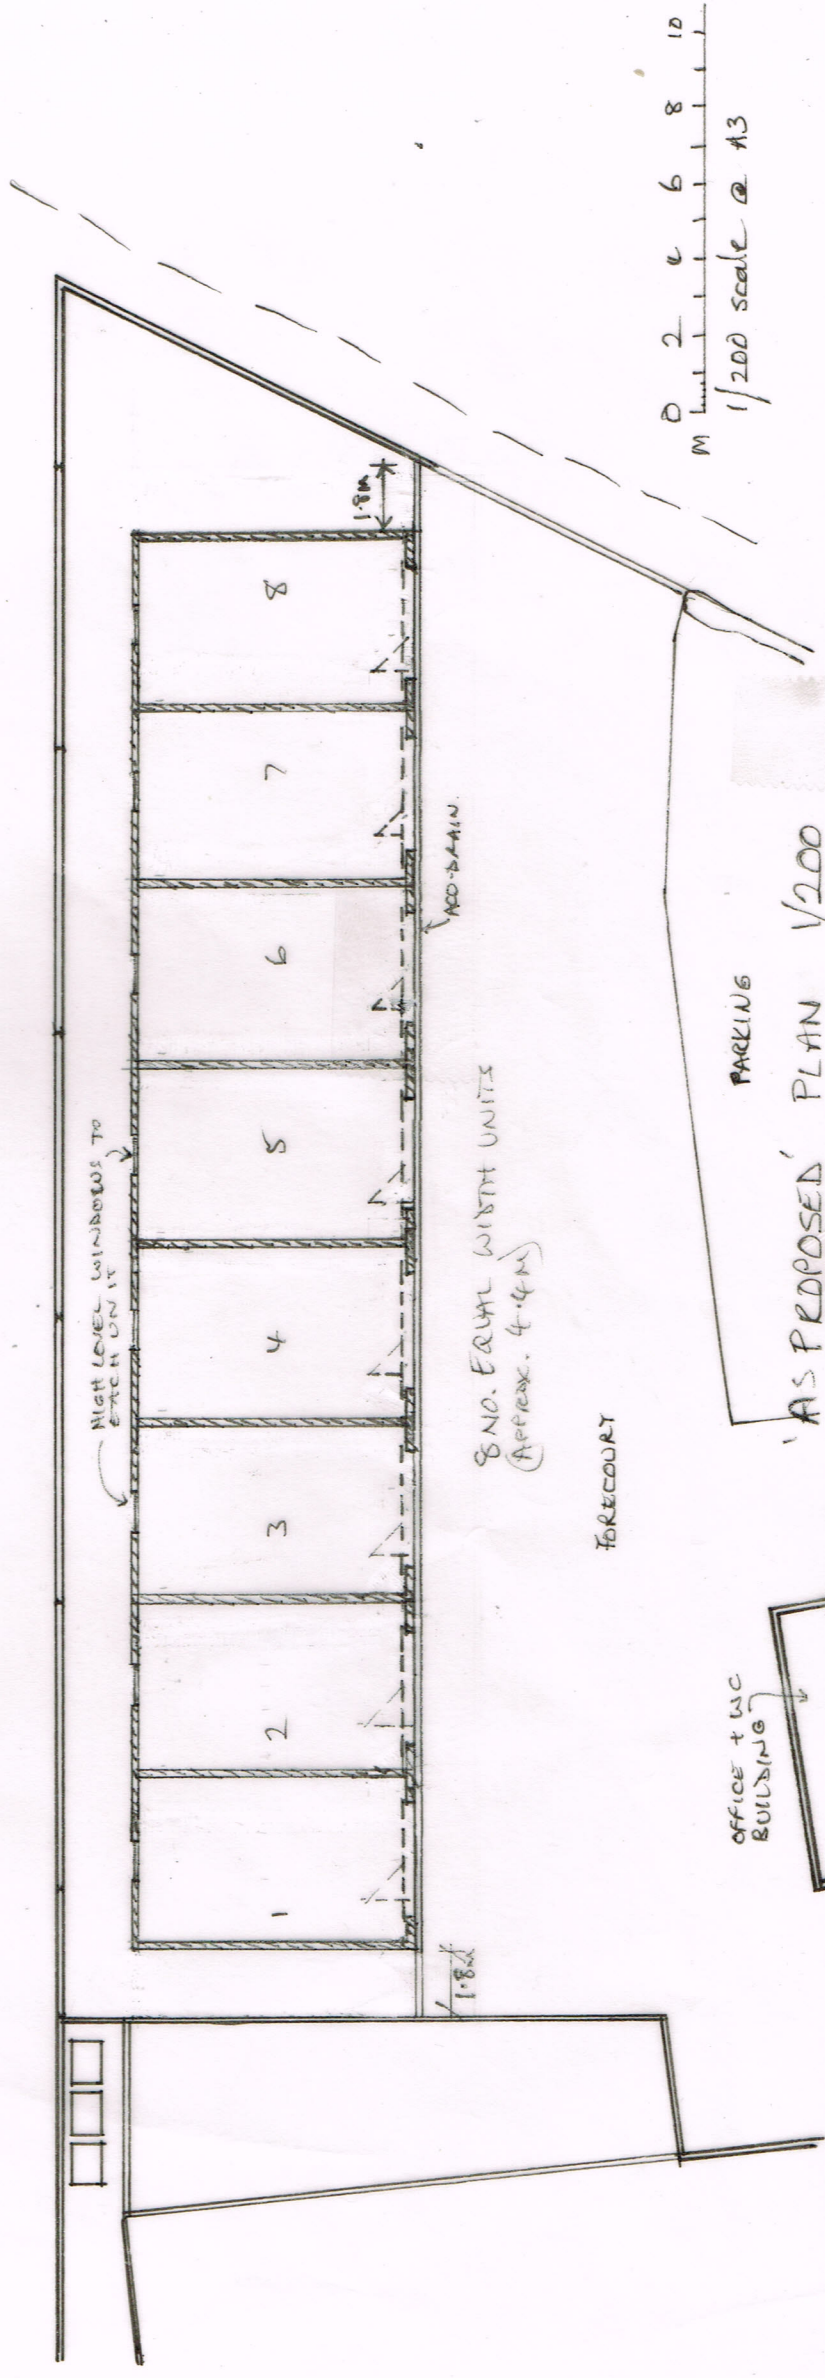 HIGH LEVEL WINDOWS TO
EACH UNIT
1
2
3
4
5
6
7
8
1·8m
1·8m
ACO-DRAIN.
8 NO. EQUAL WIDTH UNITS
(APPROX. 4·4M)
FORECOURT
OFFICE + WC
BUILDING
PARKING
'AS PROPOSED' PLAN 1/200
M 0 2 4 6 8 10
1/200 scale @ A3